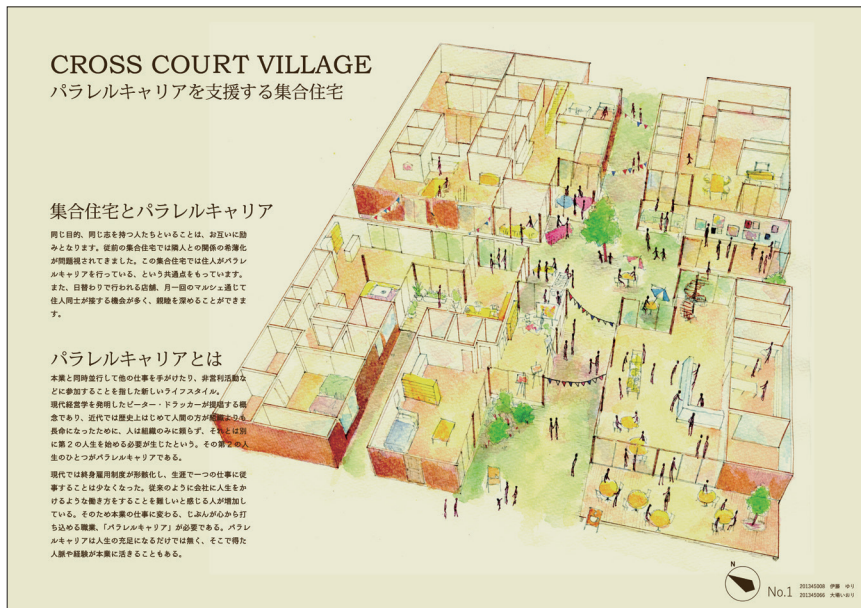 CROSS COURT VILLAGE
パラレルキャリアを支援する集合住宅
集合住宅とパラレルキャリア
同じ目的、同じ志を持つ人たちといることは、お互いに励
みとなります。従前の集合住宅では隣人との関係の希薄化
が問題視されてきました。この集合住宅では住人がパラレ
ルキャリアを行っている、という共通点をもっています。
また、日替わりで行われる店舗、月一回のマルシェ通じて
住人同士が接する機会が多く、親睦を深めることができま
す。
パラレルキャリアとは
本業と同時並行して他の仕事を手がけたり、非営利活動な
どに参加することを指した新しいライフスタイル。
現代経営学を発明したピーター・ドラッカーが提唱する概
念であり、近代では歴史上はじめて人間の方が組織よりも
長命になったために、人は組織のみに頼らず、それとは別
に第２の人生を始める必要が生じたという。その第２の人
生のひとつがパラレルキャリアである。
現代では終身雇用制度が形骸化し、生涯で一つの仕事に従
事することは少なくなった。従来のように会社に人生をか
けるような働き方をすることを難しいと感じる人が増加し
ている。そのため本業の仕事に変わる、じぶんが心から打
ち込める職業、「パラレルキャリア」が必要である。パラレ
ルキャリアは人生の充足になるだけでは無く、そこで得た
人脈や経験が本業に活きることもある。
N
No.1
201345008 伊藤 ゆり
201345066 大場いおり